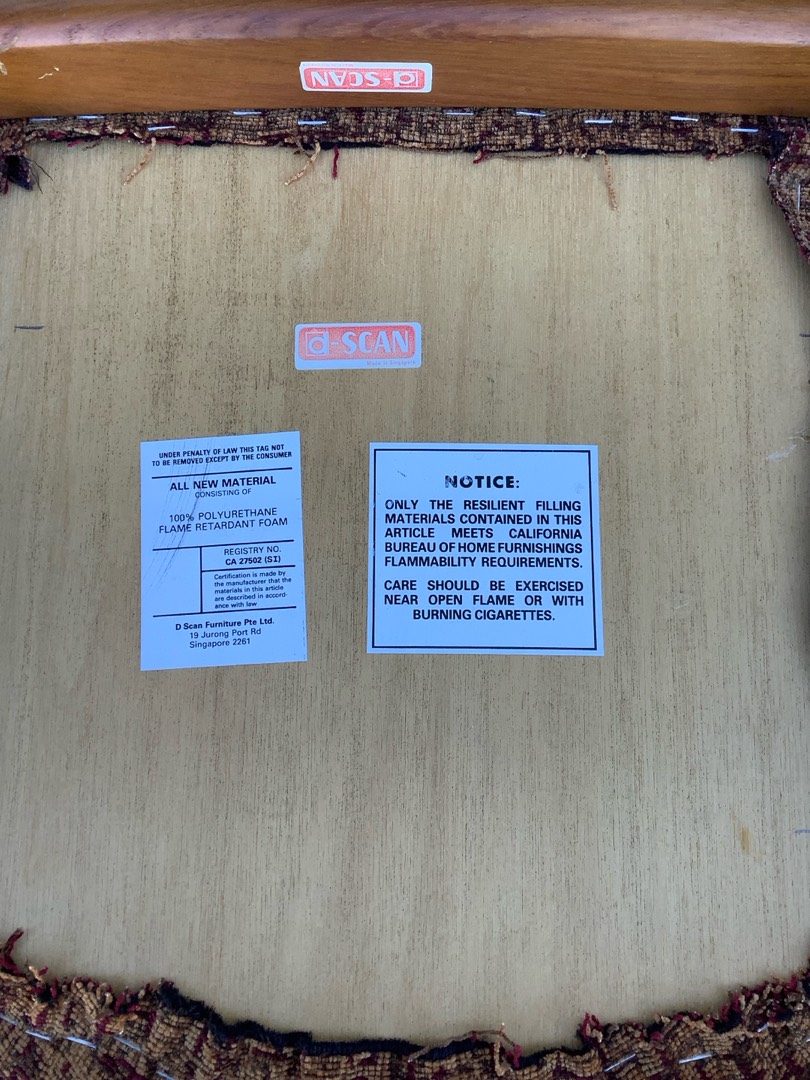 d-SCAN
d-SCAN
Made in Singapore
UNDER PENALTY OF LAW THIS TAG NOT
TO BE REMOVED EXCEPT BY THE CONSUMER
ALL NEW MATERIAL
CONSISTING OF
100% POLYURETHANE
FLAME RETARDANT FOAM
REGISTRY NO.
CA 27502 (SI)
Certification is made by
the manufacturer that the
materials in this article
are described in accord-
ance with law
D Scan Furniture Pte Ltd.
19 Jurong Port Rd
Singapore 2261
NOTICE:
ONLY THE RESILIENT FILLING
MATERIALS CONTAINED IN THIS
ARTICLE MEETS CALIFORNIA
BUREAU OF HOME FURNISHINGS
FLAMMABILITY REQUIREMENTS.
CARE SHOULD BE EXERCISED
NEAR OPEN FLAME OR WITH
BURNING CIGARETTES.